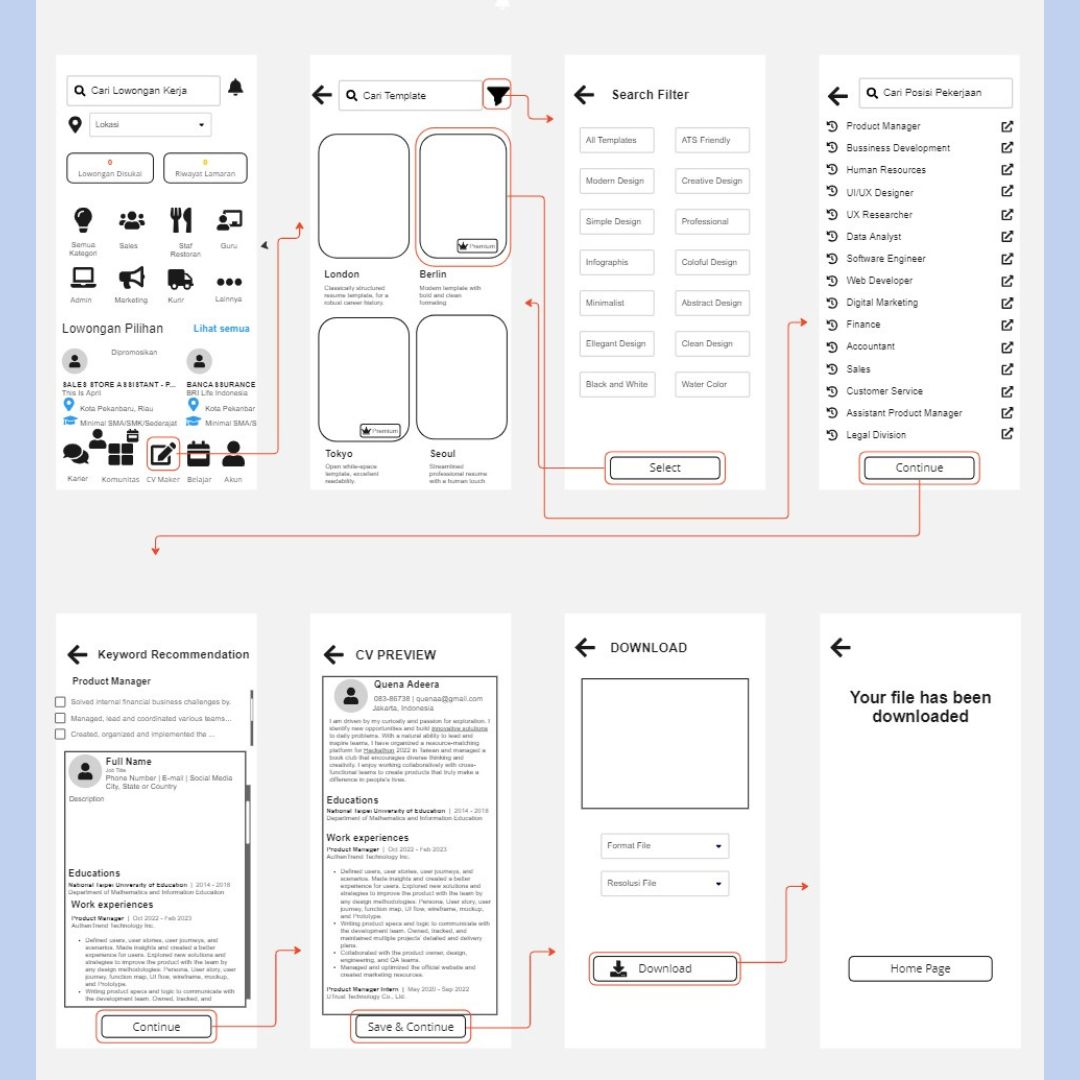 Cari Lowongan Kerja
Lokasi
0
Lowongan Disukai
0
Riwayat Lamaran
Semua
Kategori
Sales
Staf
Restoran
Guru
Admin
Marketing
Kurir
Lainnya
Lowongan Pilihan
Lihat semua
Dipromosikan
SALES STORE ASSISTANT - P...
This Is April
Kota Pekanbaru, Riau
Minimal SMA/SMK/Sederajat
BANCASSURANCE
BRI Life Indonesia
Kota Pekanbar
Minimal SMA/S
Karier
Komunitas
CV Maker
Belajar
Akun
Cari Template
Premium
London
Classically structured
resume template, for a
robust career history.
Berlin
Modern template with
bold and clean
formating
Premium
Tokyo
Open white-space
template, excellent
readability.
Seoul
Streamlined
professional resume
with a human touch
Search Filter
All Templates
ATS Friendly
Modern Design
Creative Design
Simple Design
Professional
Infographis
Coloful Design
Minimalist
Abstract Design
Ellegant Design
Clean Design
Black and White
Water Color
Select
Cari Posisi Pekerjaan
Product Manager
Bussiness Development
Human Resources
UI/UX Designer
UX Researcher
Data Analyst
Software Engineer
Web Developer
Digital Marketing
Finance
Accountant
Sales
Customer Service
Assistant Product Manager
Legal Division
Continue
Keyword Recommendation
Product Manager
Solved internal financial business challenges by.
Managed, lead and coordinated various teams...
Created, organized and implemented the ...
Full Name
Job Title
Phone Number | E-mail | Social Media
City, State or Country
Description
Educations
National Taipei University of Education | 2014 - 2018
Department of Mathematics and Information Education
Work experiences
Product Manager | Oct 2022 - Feb 2023
AuthenTrend Technology Inc.
• Defined users, user stories, user journeys, and
scenarios. Made insights and created a better
experience for users. Explored new solutions and
strategies to improve the product with the team by
any design methodologies: Persona, User story, user
journey, function map, UI flow, wireframe, mockup,
and Prototype.
• Writing product specs and logic to communicate with
the development team. Owned, tracked, and
Continue
CV PREVIEW
Quena Adeera
083-86738 | quenaa@gmail.com
Jakarta, Indonesia
I am driven by my curiosity and passion for exploration. I
identify new opportunities and build innovative solutions
to daily problems. With a natural ability to lead and
inspire teams, I have organized a resource-matching
platform for Hackathon 2022 in Taiwan and managed a
book club that encourages diverse thinking and
creativity. I enjoy working collaboratively with cross-
functional teams to create products that truly make a
difference in people's lives.
Educations
National Taipei University of Education | 2014 - 2018
Department of Mathematics and Information Education
Work experiences
Product Manager | Oct 2022 - Feb 2023
AuthenTrend Technology Inc.
• Defined users, user stories, user journeys, and
scenarios. Made insights and created a better
experience for users. Explored new solutions and
strategies to improve the product with the team by
any design methodologies: Persona, User story, user
journey, function map, UI flow, wireframe, mockup,
and Prototype.
• Writing product specs and logic to communicate with
the development team. Owned, tracked, and
maintained multiple projects' detailed and delivery
plans.
• Collaborated with the product owner, design,
engineering, and QA teams.
• Managed and optimized the official website and
created marketing resources.
Product Manager Intern | May 2020 - Sep 2022
UTrust Technology Co., Ltd.
Save & Continue
DOWNLOAD
Format File
Resolusi File
Download
Your file has been
downloaded
Home Page